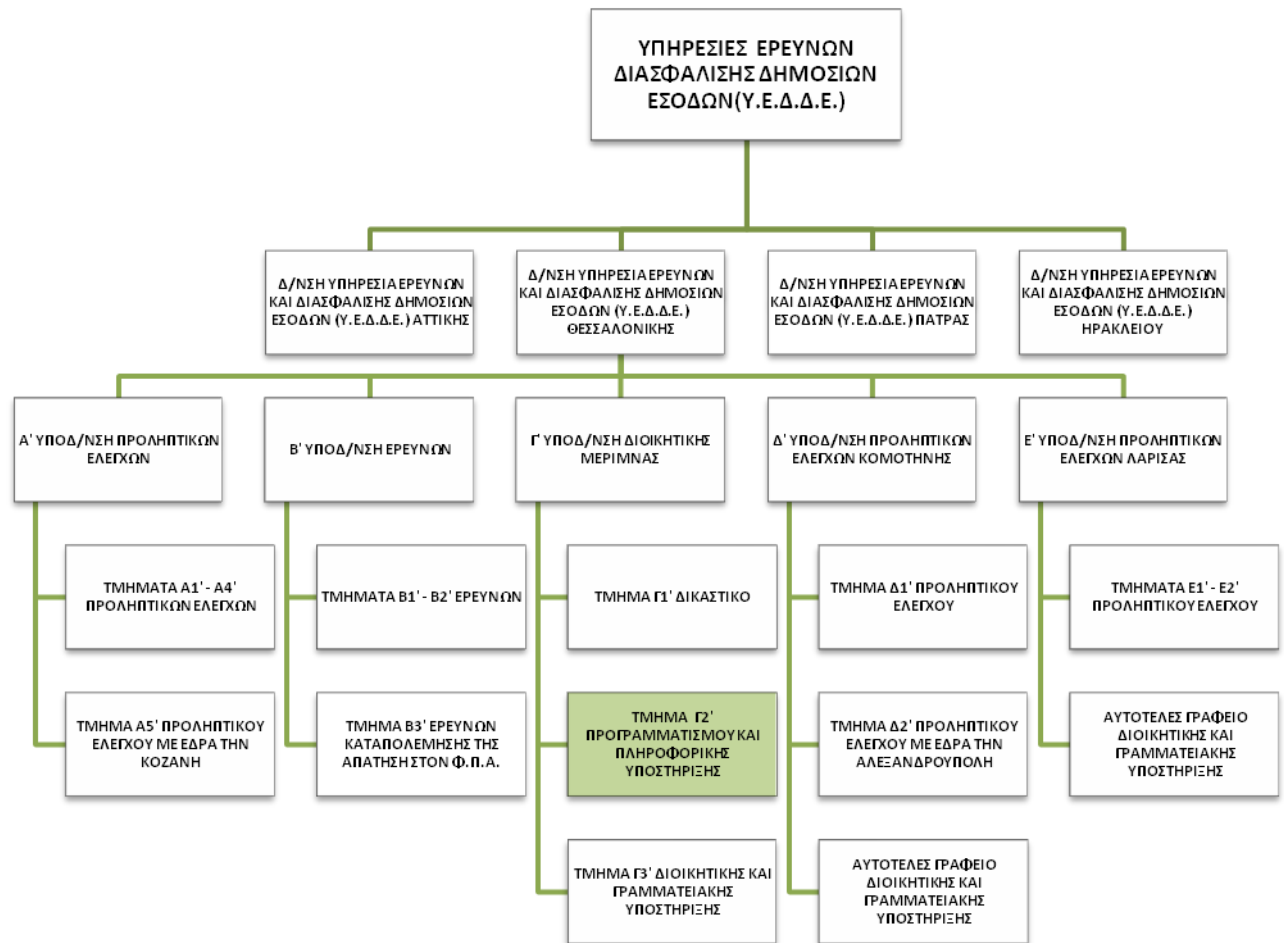 ΥΠΗΡΕΣΙΕΣ ΕΡΕΥΝΩΝ
ΔΙΑΣΦΑΛΙΣΗΣ ΔΗΜΟΣΙΩΝ
ΕΣΟΔΩΝ(Υ.Ε.Δ.Δ.Ε.)
Δ/ΝΣΗ ΥΠΗΡΕΣΙΑ ΕΡΕΥΝΩΝ
ΚΑΙ ΔΙΑΣΦΑΛΙΣΗΣ ΔΗΜΟΣΙΩΝ
ΕΣΟΔΩΝ (Υ.Ε.Δ.Δ.Ε.) ΑΤΤΙΚΗΣ
Δ/ΝΣΗ ΥΠΗΡΕΣΙΑ ΕΡΕΥΝΩΝ
ΚΑΙ ΔΙΑΣΦΑΛΙΣΗΣ ΔΗΜΟΣΙΩΝ
ΕΣΟΔΩΝ (Υ.Ε.Δ.Δ.Ε.)
ΘΕΣΣΑΛΟΝΙΚΗΣ
Δ/ΝΣΗ ΥΠΗΡΕΣΙΑ ΕΡΕΥΝΩΝ
ΚΑΙ ΔΙΑΣΦΑΛΙΣΗΣ ΔΗΜΟΣΙΩΝ
ΕΣΟΔΩΝ (Υ.Ε.Δ.Δ.Ε.) ΠΑΤΡΑΣ
Δ/ΝΣΗ ΥΠΗΡΕΣΙΑ ΕΡΕΥΝΩΝ
ΚΑΙ ΔΙΑΣΦΑΛΙΣΗΣ ΔΗΜΟΣΙΩΝ
ΕΣΟΔΩΝ (Υ.Ε.Δ.Δ.Ε.)
ΗΡΑΚΛΕΙΟΥ
Α' ΥΠΟΔ/ΝΣΗ ΠΡΟΛΗΠΤΙΚΩΝ
ΕΛΕΓΧΩΝ
Β' ΥΠΟΔ/ΝΣΗ ΕΡΕΥΝΩΝ
Γ' ΥΠΟΔ/ΝΣΗ ΔΙΟΙΚΗΤΙΚΗΣ
ΜΕΡΙΜΝΑΣ
Δ' ΥΠΟΔ/ΝΣΗ ΠΡΟΛΗΠΤΙΚΩΝ
ΕΛΕΓΧΩΝ ΚΟΜΟΤΗΝΗΣ
Ε' ΥΠΟΔ/ΝΣΗ ΠΡΟΛΗΠΤΙΚΩΝ
ΕΛΕΓΧΩΝ ΛΑΡΙΣΑΣ
ΤΜΗΜΑΤΑ Α1' - Α4'
ΠΡΟΛΗΠΤΙΚΩΝ ΕΛΕΓΧΩΝ
ΤΜΗΜΑΤΑ Β1' - Β2' ΕΡΕΥΝΩΝ
ΤΜΗΜΑ Γ1' ΔΙΚΑΣΤΙΚΟ
ΤΜΗΜΑ Δ1' ΠΡΟΛΗΠΤΙΚΟΥ
ΕΛΕΓΧΟΥ
ΤΜΗΜΑΤΑ Ε1' - Ε2'
ΠΡΟΛΗΠΤΙΚΟΥ ΕΛΕΓΧΟΥ
ΤΜΗΜΑ Α5' ΠΡΟΛΗΠΤΙΚΟΥ
ΕΛΕΓΧΟΥ ΜΕ ΕΔΡΑ ΤΗΝ
ΚΟΖΑΝΗ
ΤΜΗΜΑ Β3' ΕΡΕΥΝΩΝ
ΚΑΤΑΠΟΛΕΜΗΣΗΣ ΤΗΣ
ΑΠΑΤΗΣΗ ΣΤΟΝ Φ.Π.Α.
ΤΜΗΜΑ Γ2'
ΠΡΟΓΡΑΜΜΑΤΙΣΜΟΥ ΚΑΙ
ΠΛΗΡΟΦΟΡΙΚΗΣ
ΥΠΟΣΤΗΡΙΞΗΣ
ΤΜΗΜΑ Δ2' ΠΡΟΛΗΠΤΙΚΟΥ
ΕΛΕΓΧΟΥ ΜΕ ΕΔΡΑ ΤΗΝ
ΑΛΕΞΑΝΔΡΟΥΠΟΛΗ
ΑΥΤΟΤΕΛΕΣ ΓΡΑΦΕΙΟ
ΔΙΟΙΚΗΤΙΚΗΣ ΚΑΙ
ΓΡΑΜΜΑΤΕΙΑΚΗΣ
ΥΠΟΣΤΗΡΙΞΗΣ
ΤΜΗΜΑ Γ3' ΔΙΟΙΚΗΤΙΚΗΣ ΚΑΙ
ΓΡΑΜΜΑΤΕΙΑΚΗΣ
ΥΠΟΣΤΗΡΙΞΗΣ
ΑΥΤΟΤΕΛΕΣ ΓΡΑΦΕΙΟ
ΔΙΟΙΚΗΤΙΚΗΣ ΚΑΙ
ΓΡΑΜΜΑΤΕΙΑΚΗΣ
ΥΠΟΣΤΗΡΙΞΗΣ